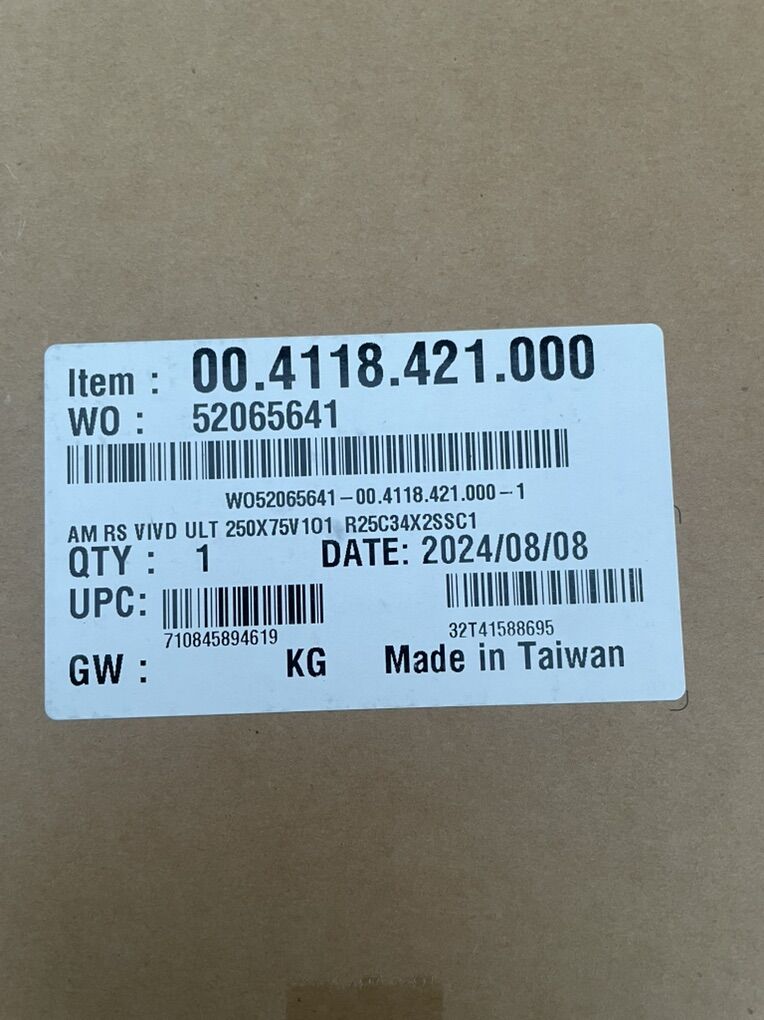 Item : 00.4118.421.000
WO : 52065641
WO52065641-00.4118.421.000-1
AM RS VIVD ULT 250X75V101 R25C34X2SSC1
QTY : 1 DATE: 2024/08/08
UPC:
710845894619 32T41588695
GW : KG Made in Taiwan